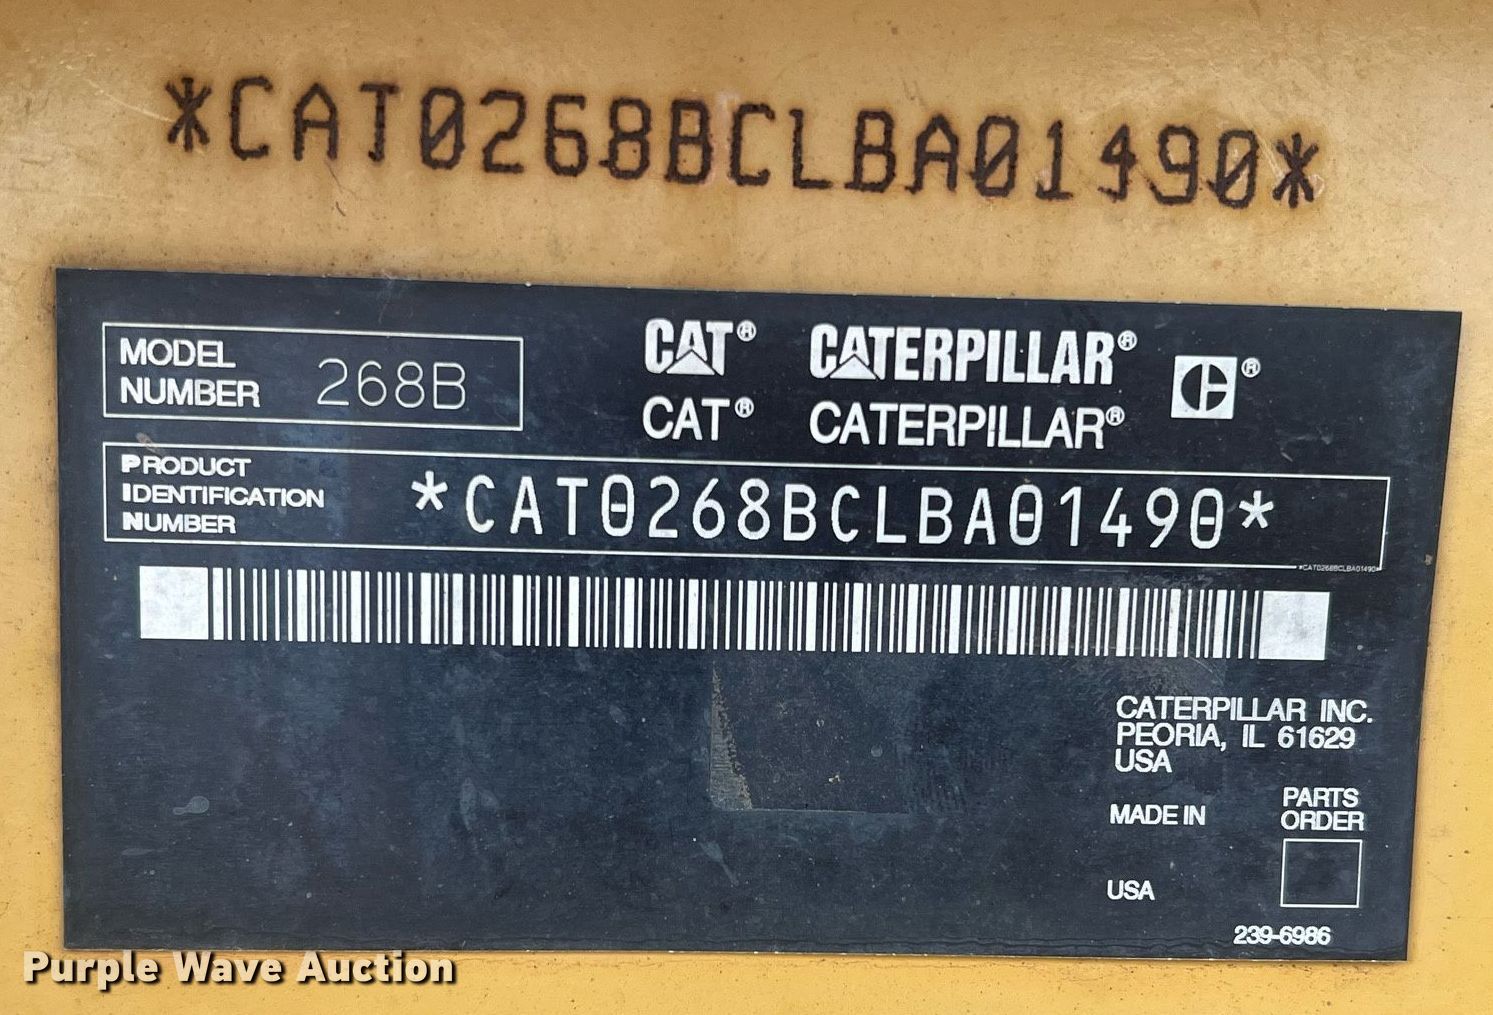 *CAT0268BCLBA01490*
MODEL NUMBER 268B
CAT® CATERPILLAR® C®
CAT® CATERPILLAR®
PRODUCT IDENTIFICATION NUMBER *CAT0268BCLBA01490*
*CAT0268BCLBA01490*
CATERPILLAR INC.
PEORIA, IL 61629
USA
MADE IN
USA
PARTS
ORDER
239-6986
Purple Wave Auction